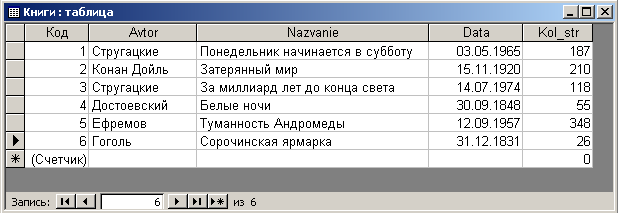 Книги : таблица
Код Avtor Nazvanie Data Kol_str
1 Стругацкие Понедельник начинается в субботу 03.05.1965 187
2 Конан Дойль Затерянный мир 15.11.1920 210
3 Стругацкие За миллиард лет до конца света 14.07.1974 118
4 Достоевский Белые ночи 30.09.1848 55
5 Ефремов Туманность Андромеды 12.09.1957 348
6 Гоголь Сорочинская ярмарка 31.12.1831 26
(Счетчик) 0
Запись: 6 из 6